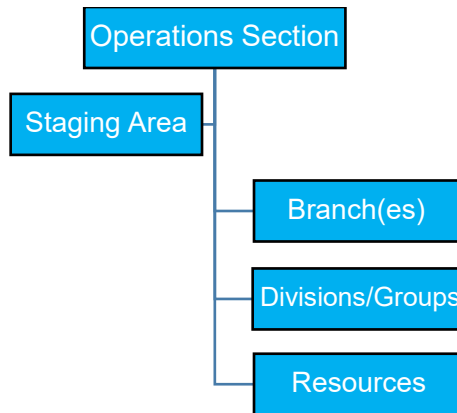 Operations Section
Staging Area
Branch(es)
Divisions/Groups
Resources